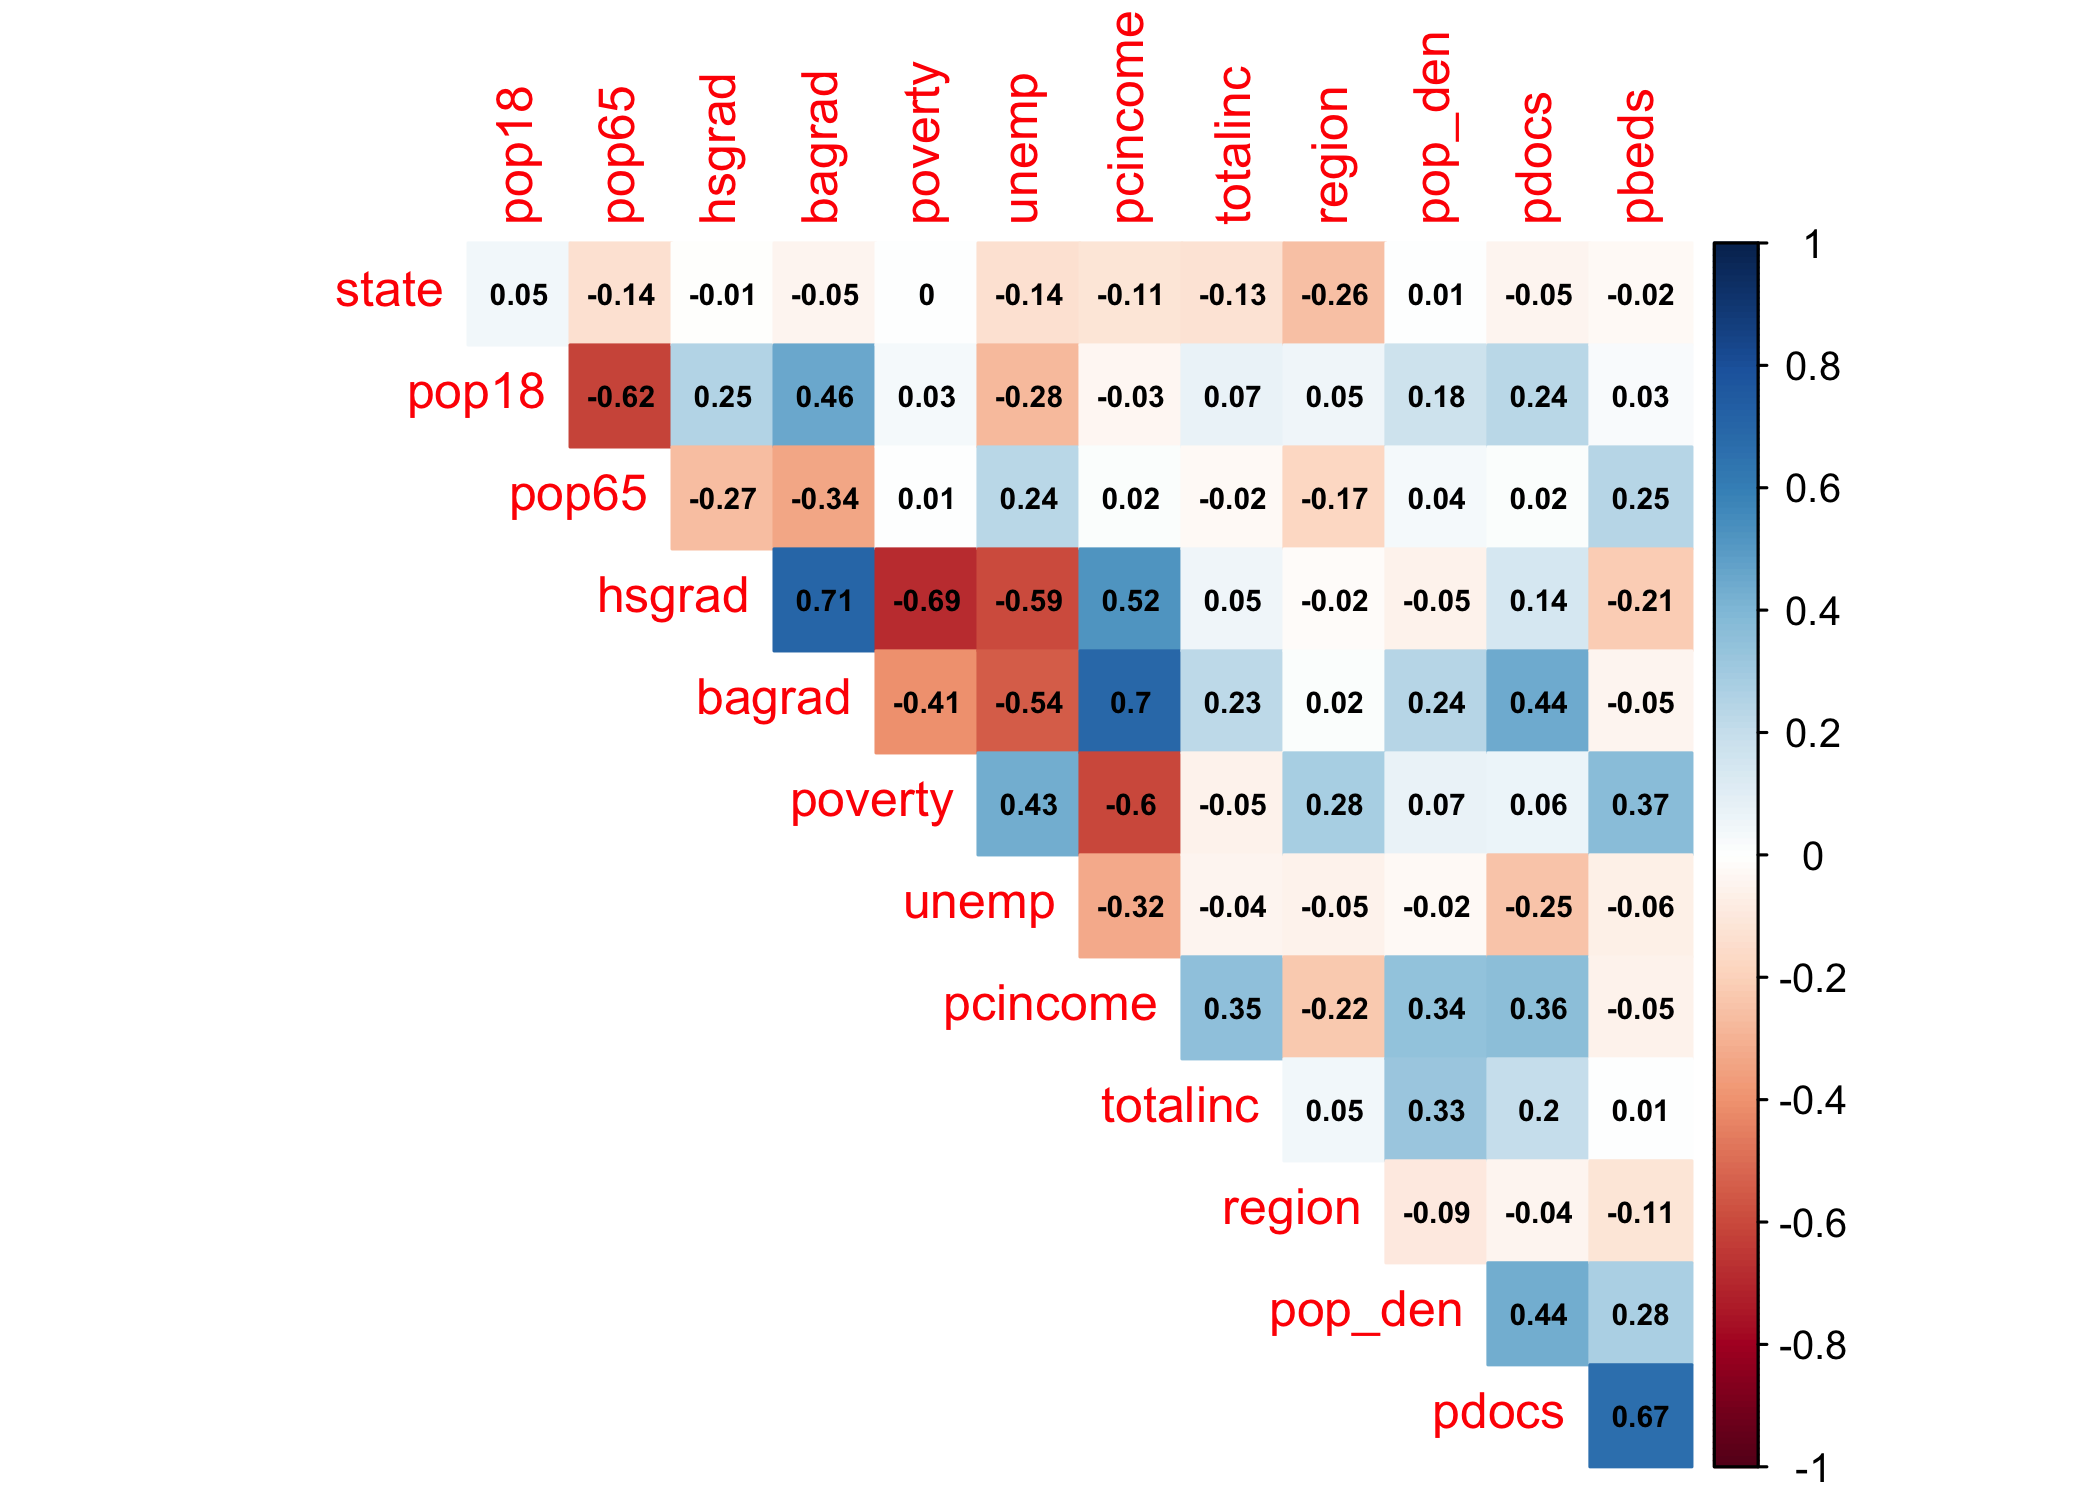 pop18 pop65 hsgrad bagrad poverty unemp pcincome totalinc region pop_den pdocs pbeds
state 0.05 -0.14 -0.01 -0.05 0 -0.14 -0.11 -0.13 -0.26 0.01 -0.05 -0.02
pop18 -0.62 0.25 0.46 0.03 -0.28 -0.03 0.07 0.05 0.18 0.24 0.03
pop65 -0.27 -0.34 0.01 0.24 0.02 -0.02 -0.17 0.04 0.02 0.25
hsgrad 0.71 -0.69 -0.59 0.52 0.05 -0.02 -0.05 0.14 -0.21
bagrad -0.41 -0.54 0.7 0.23 0.02 0.24 0.44 -0.05
poverty 0.43 -0.6 -0.05 0.28 0.07 0.06 0.37
unemp -0.32 -0.04 -0.05 -0.02 -0.25 -0.06
pcincome 0.35 -0.22 0.34 0.36 -0.05
totalinc 0.05 0.33 0.2 0.01
region -0.09 -0.04 -0.11
pop_den 0.44 0.28
pdocs 0.67
1
0.8
0.6
0.4
0.2
0
-0.2
-0.4
-0.6
-0.8
-1